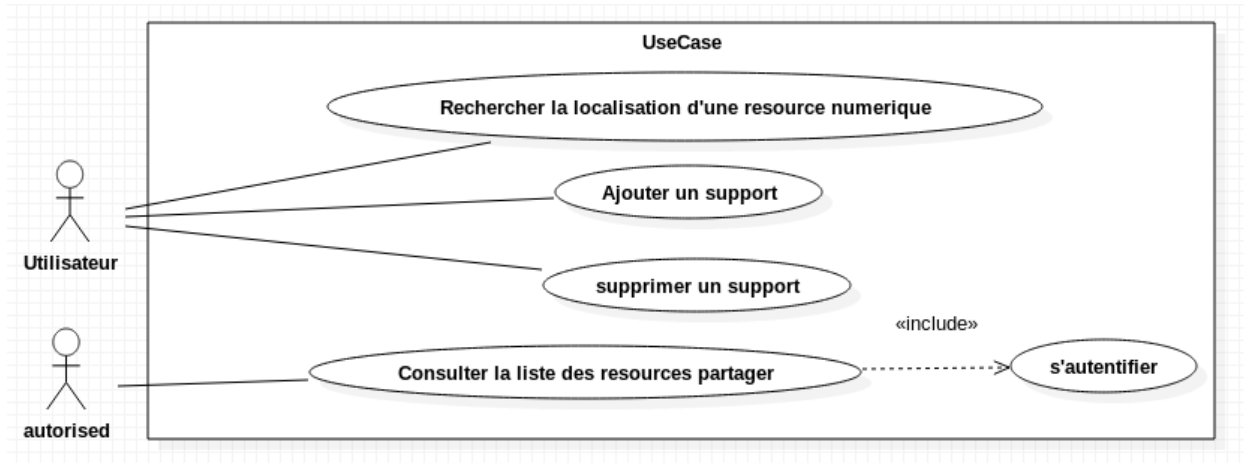 UseCase
Rechercher la localisation d'une resource numerique
Ajouter un support
Utilisateur
supprimer un support
«include»
Consulter la liste des resources partager
s'autentifier
autorised